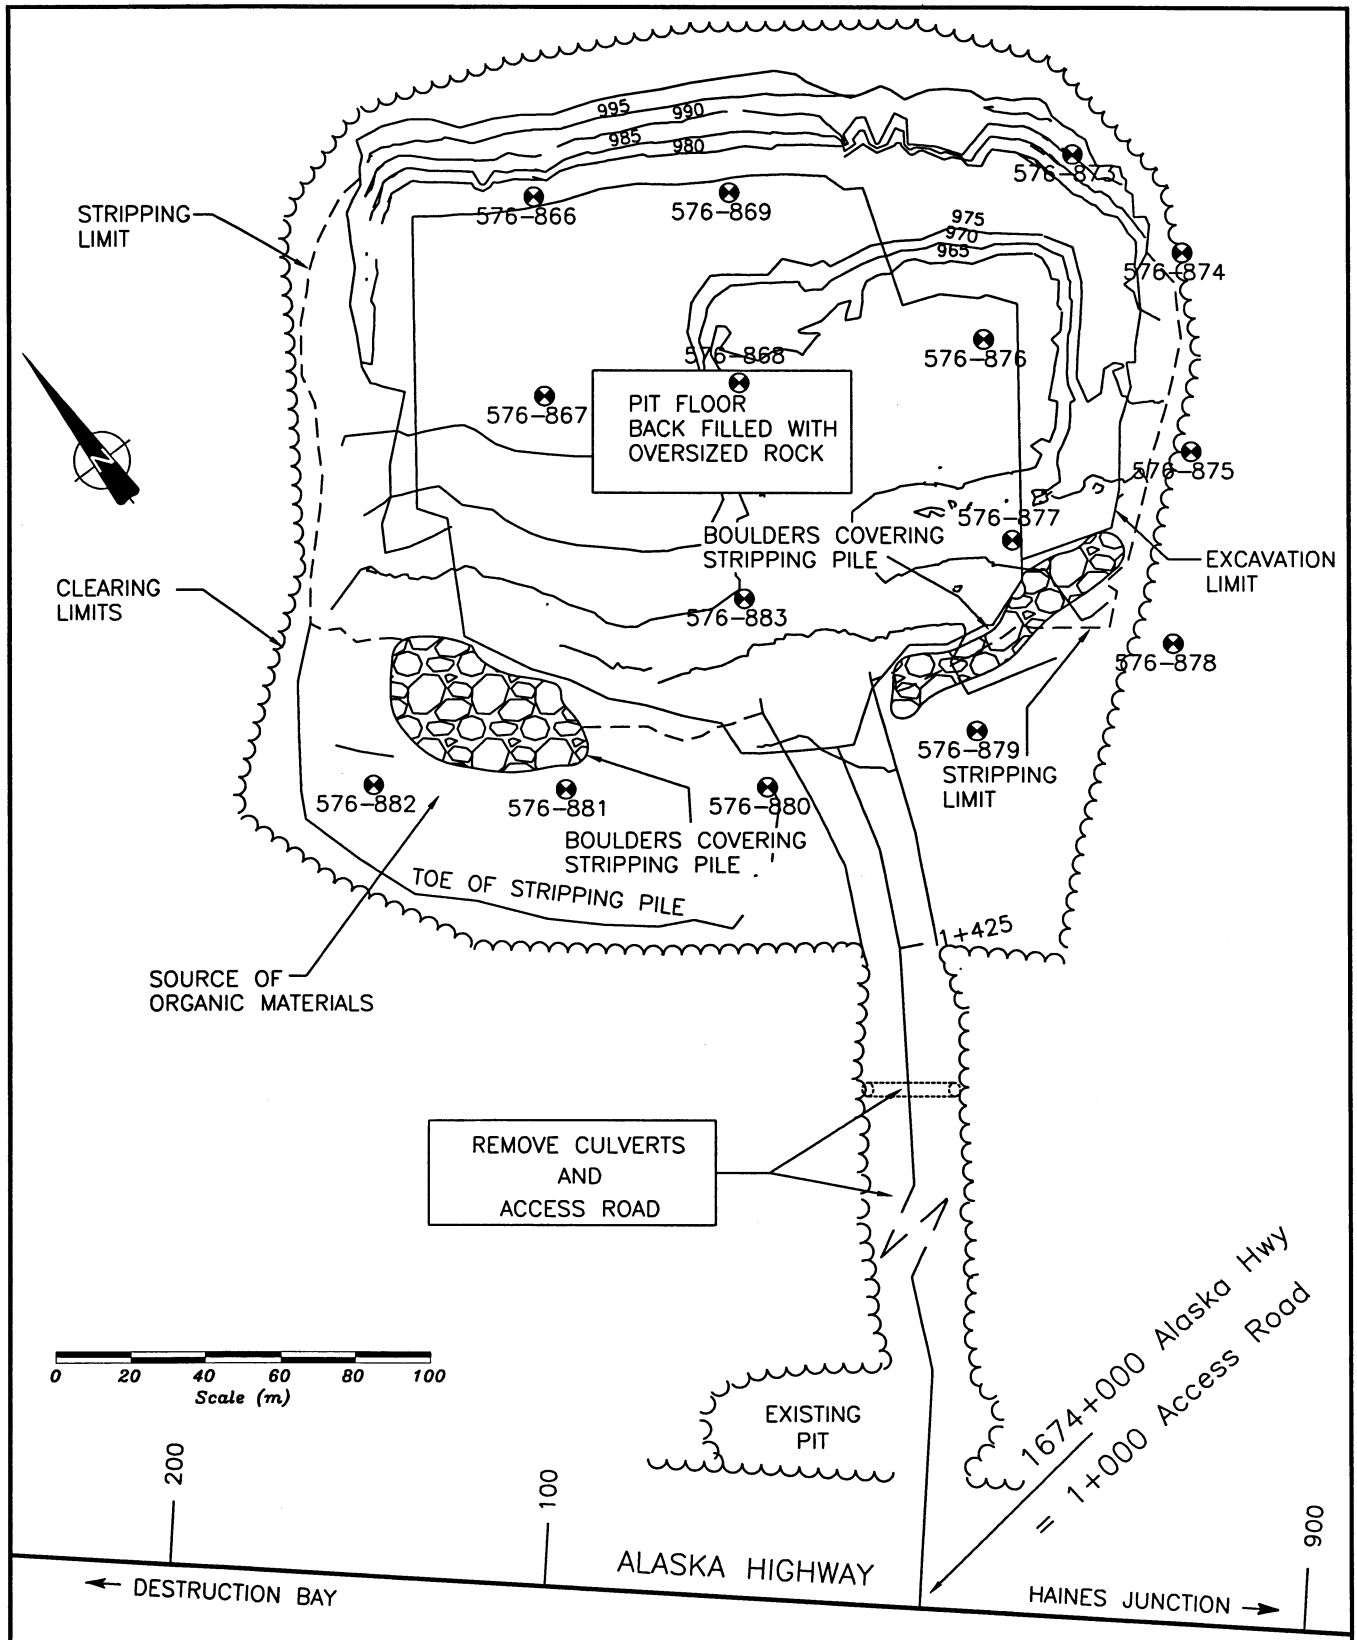 995
990
985
980
576-873
576-866
576-869
STRIPPING
LIMIT
975
970
965
576-874
576-868
576-876
PIT FLOOR
BACK FILLED WITH
OVERSIZED ROCK
576-867
N
576-875
576-877
BOULDERS COVERING
STRIPPING PILE
EXCAVATION
LIMIT
CLEARING
LIMITS
576-883
576-878
576-879
STRIPPING
LIMIT
576-882
576-881
576-880
BOULDERS COVERING
STRIPPING PILE
TOE OF STRIPPING PILE
1+425
SOURCE OF
ORGANIC MATERIALS
REMOVE CULVERTS
AND
ACCESS ROAD
0 20 40 60 80 100
Scale (m)
EXISTING
PIT
1674+000 Alaska Hwy
= 1+000 Access Road
200
100
900
ALASKA HIGHWAY
DESTRUCTION BAY
HAINES JUNCTION